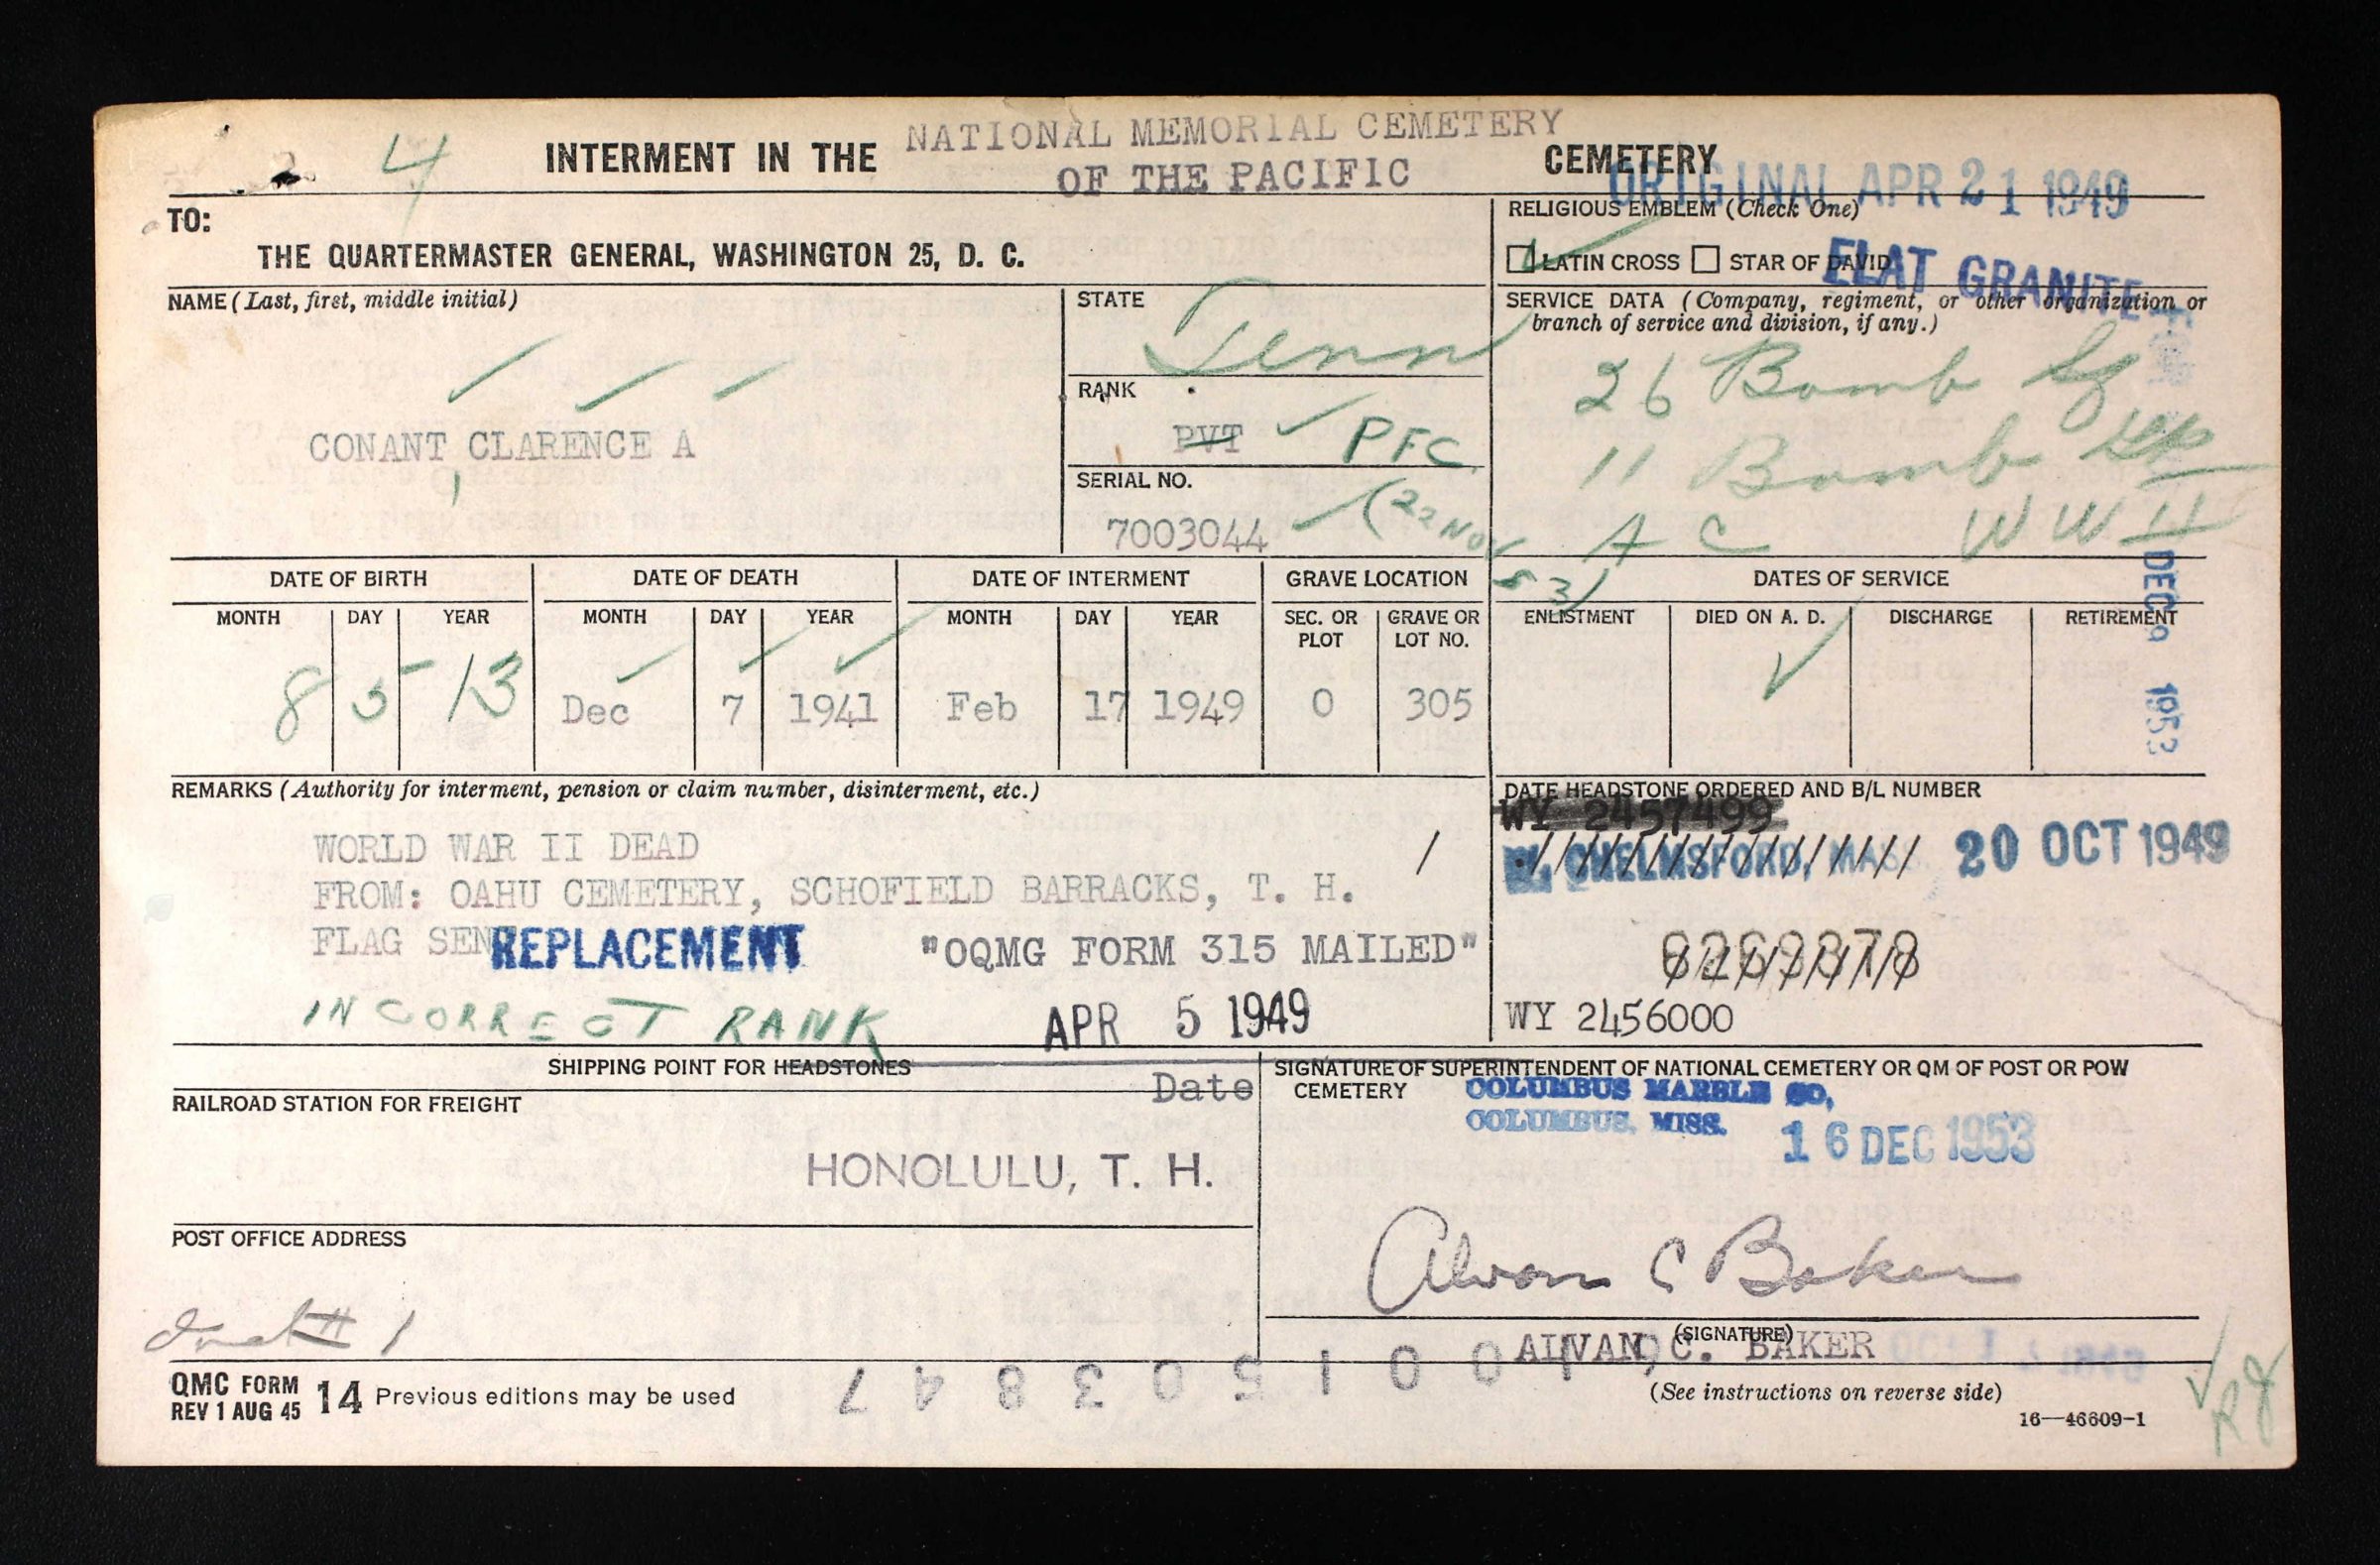 4
NATIONAL MEMORIAL CEMETERY
INTERMENT IN THE OF THE PACIFIC CEMETERY
ORIGINAL APR 21 1949
TO:
THE QUARTERMASTER GENERAL, WASHINGTON 25, D. C.
RELIGIOUS EMBLEM (Check One)
LATIN CROSS STAR OF DAVID
FLAT GRANITE
NAME (Last, first, middle initial)
CONANT, CLARENCE A
STATE
Tenn
RANK
PVT PFC
SERIAL NO.
7003044 (22 NOV 53)
SERVICE DATA (Company, regiment, or other organization or
branch of service and division, if any.)
26 Bomb Sq
11 Bomb Gp
A C WW II
DATE OF BIRTH DATE OF DEATH DATE OF INTERMENT GRAVE LOCATION DATES OF SERVICE
MONTH DAY YEAR MONTH DAY YEAR MONTH DAY YEAR SEC. OR PLOT GRAVE OR LOT NO. ENLISTMENT DIED ON A. D. DISCHARGE RETIREMENT
8 5 13 Dec 7 1941 Feb 17 1949 O 305
DEC 9 1953
REMARKS (Authority for interment, pension or claim number, disinterment, etc.)
WORLD WAR II DEAD
FROM: OAHU CEMETERY, SCHOFIELD BARRACKS, T. H.
FLAG SEN REPLACEMENT "OQMG FORM 315 MAILED"
INCORRECT RANK APR 5 1949
DATE HEADSTONE ORDERED AND B/L NUMBER
WY 2457499
CHELMSFORD, MASS 20 OCT 1949
WY 2456000
SHIPPING POINT FOR HEADSTONES
Date
RAILROAD STATION FOR FREIGHT
HONOLULU, T. H.
POST OFFICE ADDRESS
# 1
SIGNATURE OF SUPERINTENDENT OF NATIONAL CEMETERY OR QM OF POST OR POW
CEMETERY
COLUMBUS MARBLE CO,
COLUMBUS, MISS.
16 DEC 1953
Alvan C Baker
(SIGNATURE)
ALVAN C. BAKER
(See instructions on reverse side)
QMC FORM 14 Previous editions may be used
REV 1 AUG 45
16—46609-1
RJ